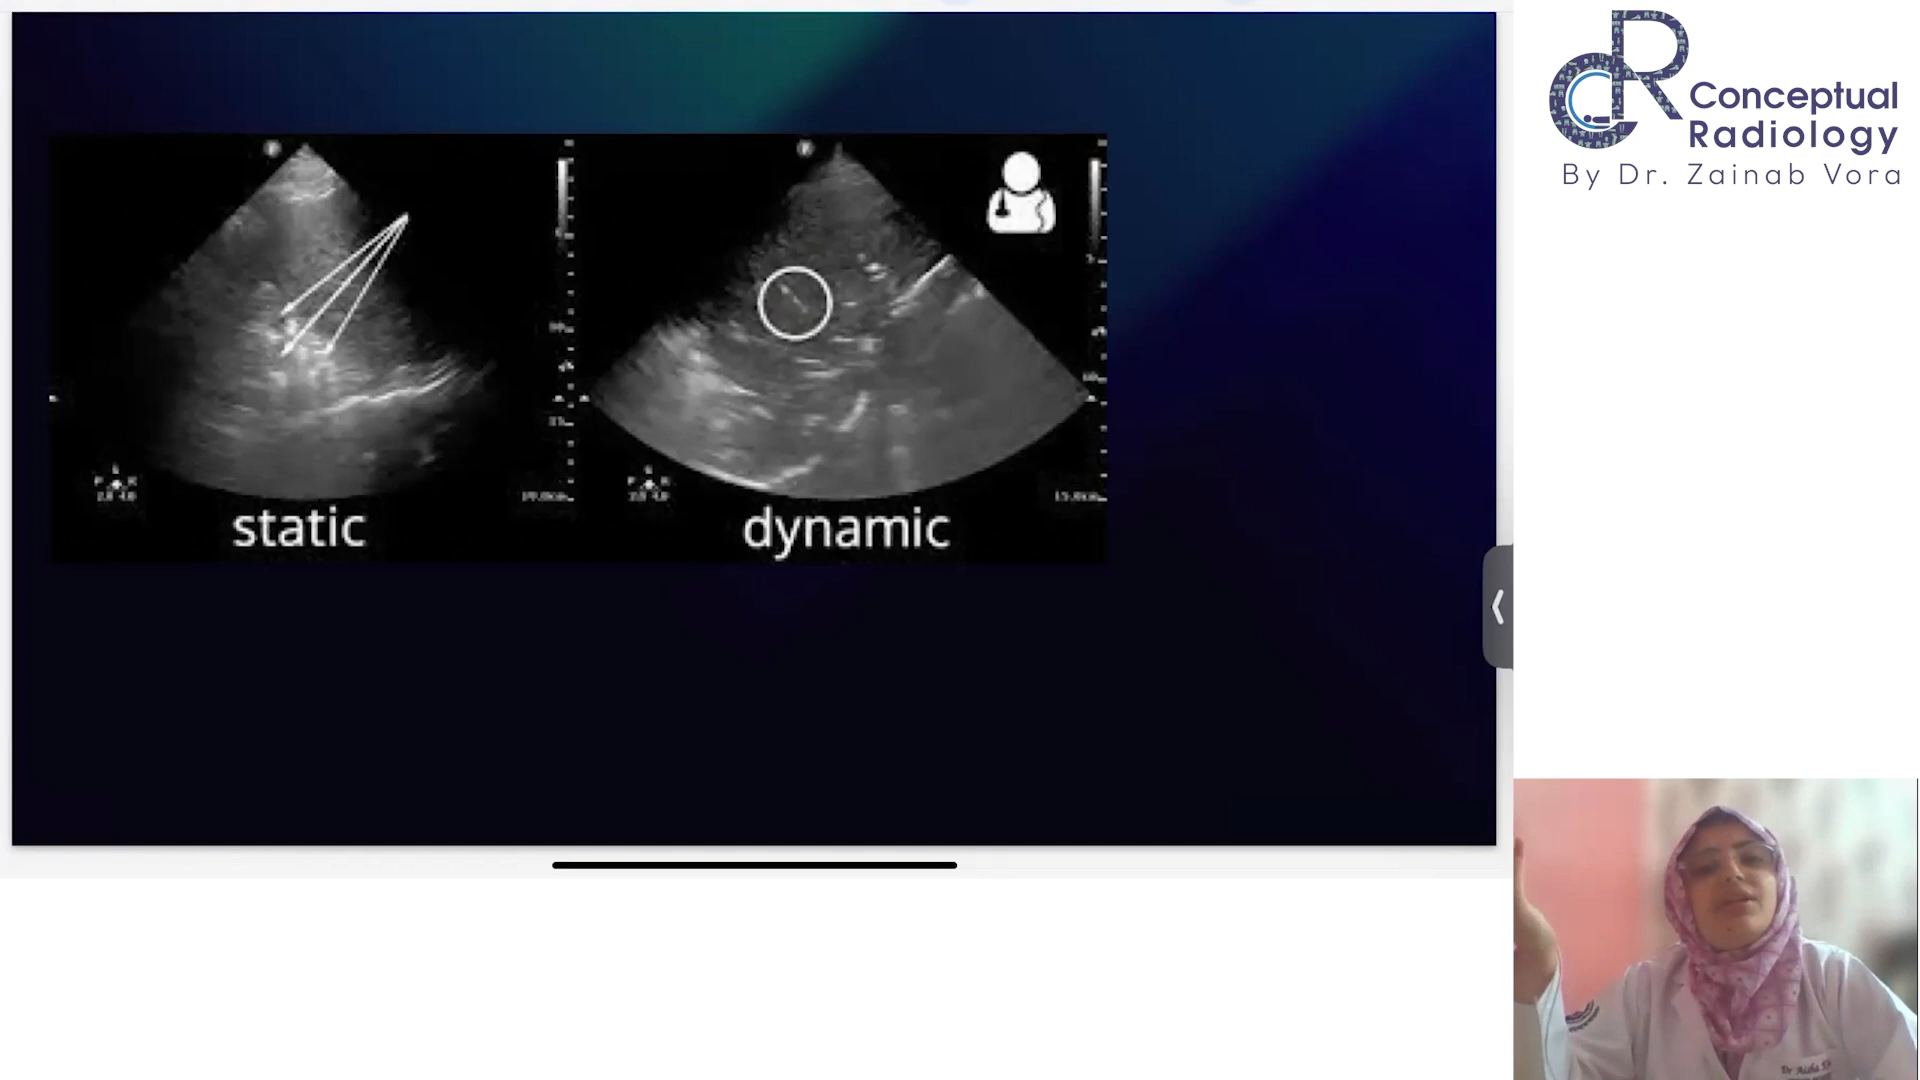 Conceptual
Radiology
By Dr. Zainab Vora
static
dynamic